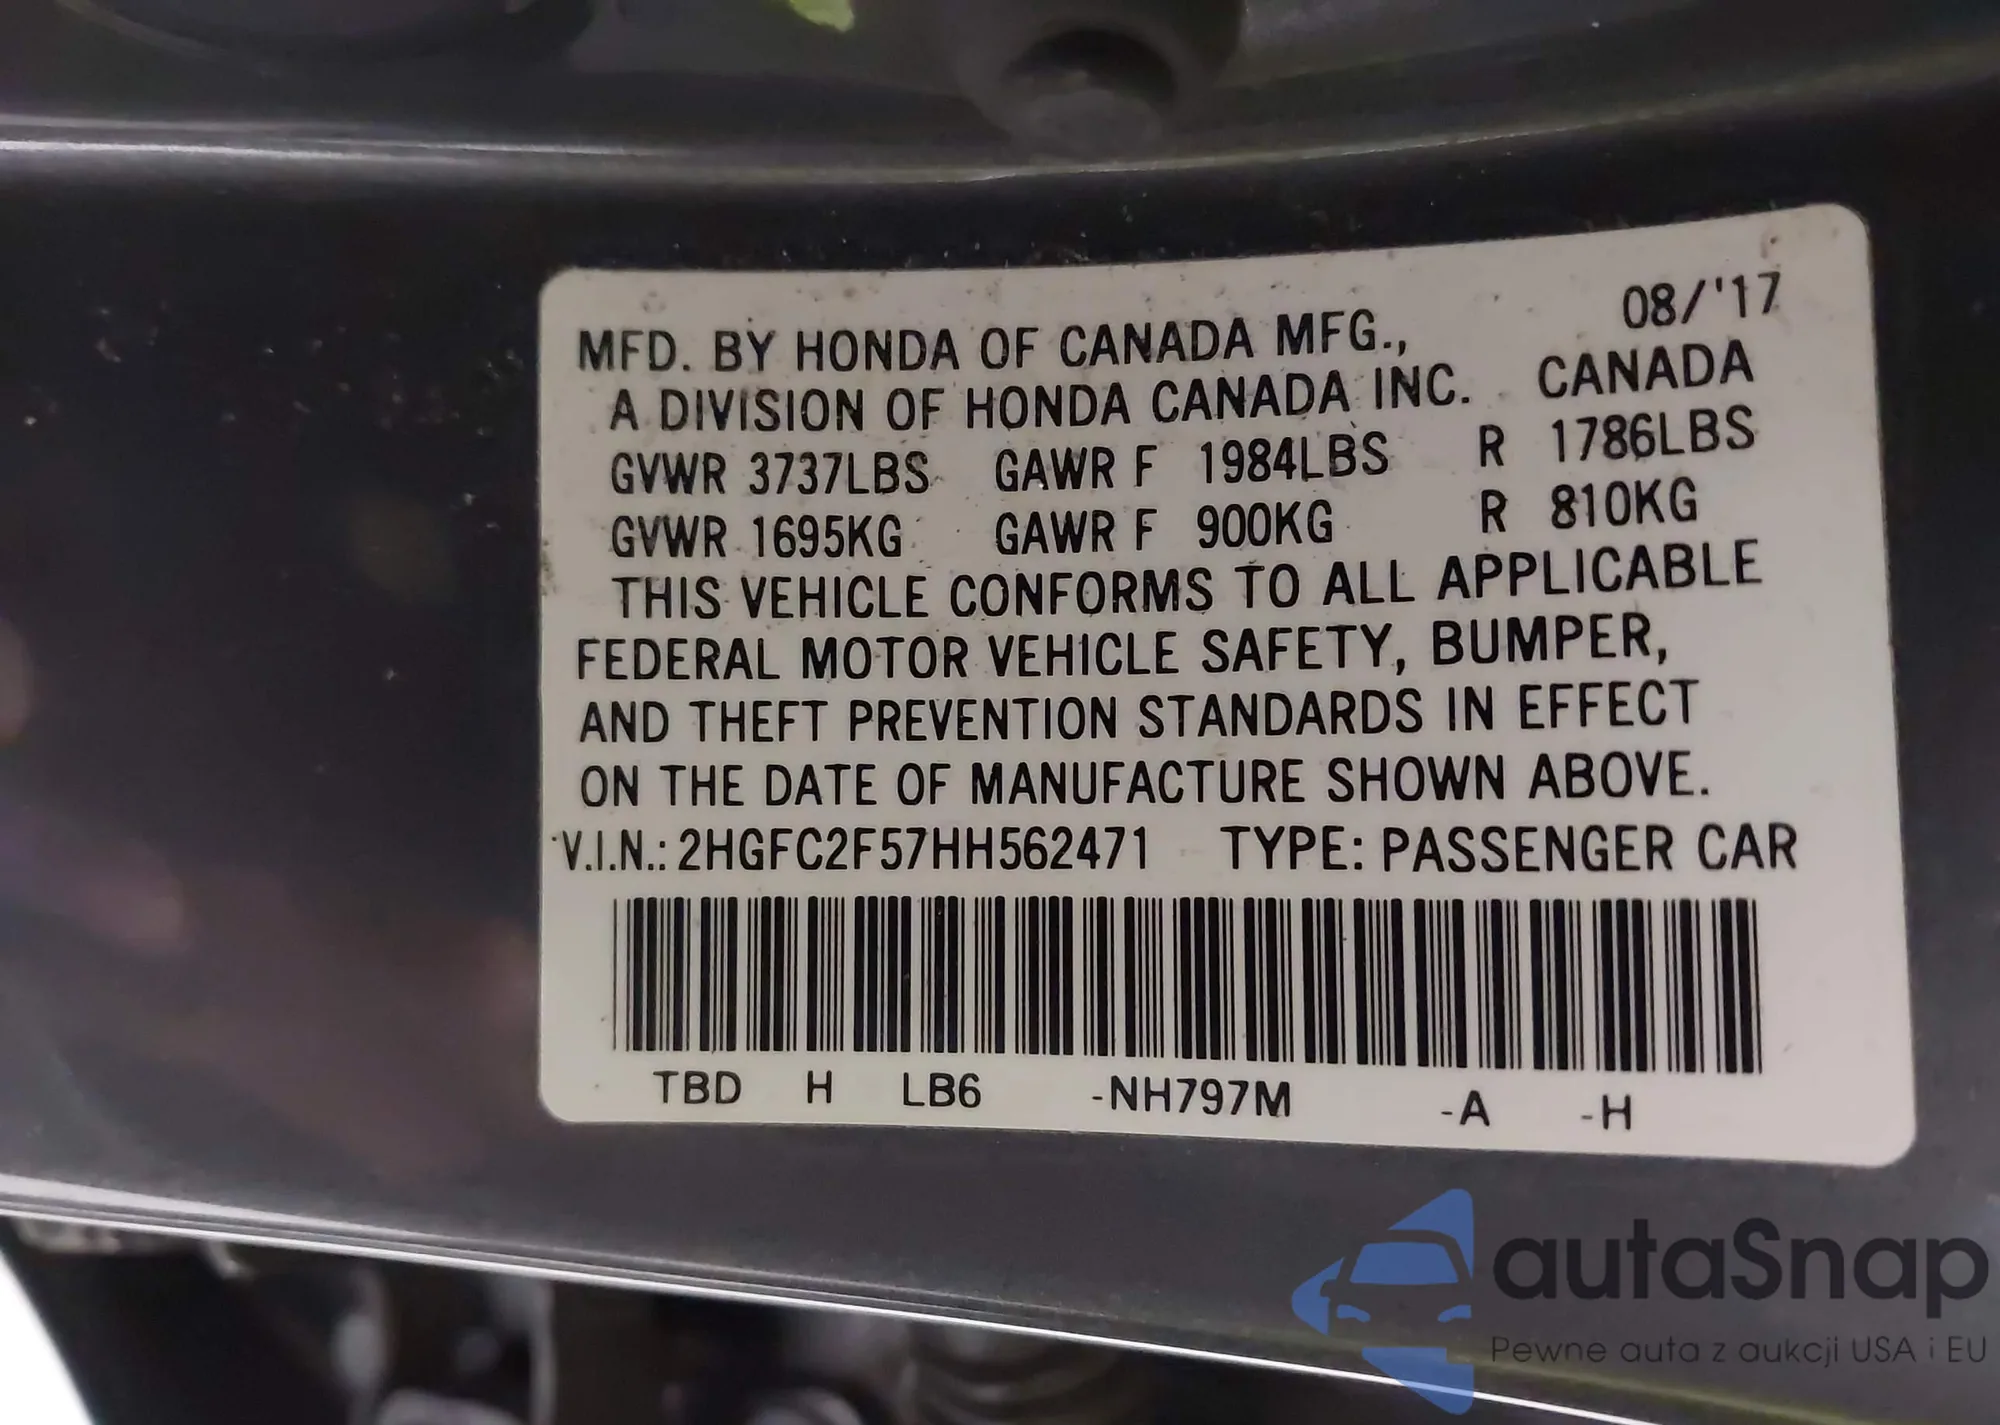 08/'17
MFD. BY HONDA OF CANADA MFG.,
A DIVISION OF HONDA CANADA INC. CANADA
GVWR 3737LBS GAWR F 1984LBS R 1786LBS
GVWR 1695KG GAWR F 900KG R 810KG
THIS VEHICLE CONFORMS TO ALL APPLICABLE
FEDERAL MOTOR VEHICLE SAFETY, BUMPER,
AND THEFT PREVENTION STANDARDS IN EFFECT
ON THE DATE OF MANUFACTURE SHOWN ABOVE.
V.I.N.: 2HGFC2F57HH562471 TYPE: PASSENGER CAR
TBD H LB6 -NH797M -A -H
autaSnap
Pewne auta z aukcji USA i EU